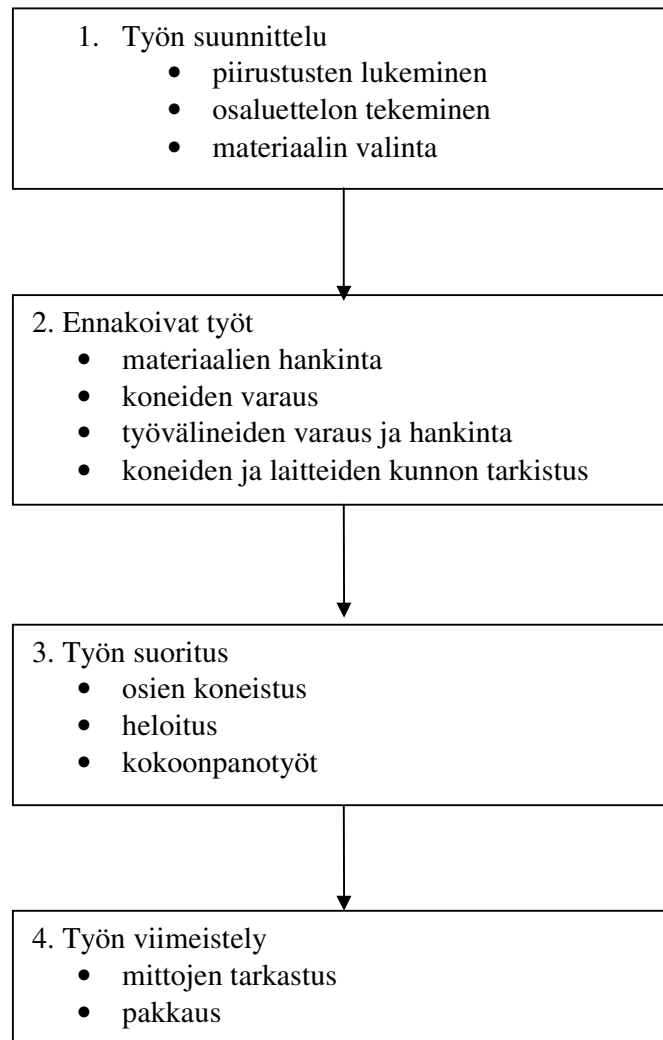 1. Työn suunnittelu
• piirustusten lukeminen
• osaluettelon tekeminen
• materiaalin valinta
2. Ennakoivat työt
• materiaalien hankinta
• koneiden varaus
• työvälineiden varaus ja hankinta
• koneiden ja laitteiden kunnon tarkistus
3. Työn suoritus
• osien koneistus
• heloitus
• kokoonpanotyöt
4. Työn viimeistely
• mittojen tarkastus
• pakkaus